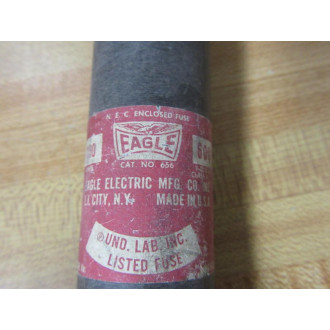 N.E.C ENCLOSED FUSE
EAGLE
CAT. NO. 656
EAGLE ELECTRIC MFG. CO. INC.
L.I. CITY, N.Y. MADE IN U.S.A.
UND. LAB. INC.
LISTED FUSE